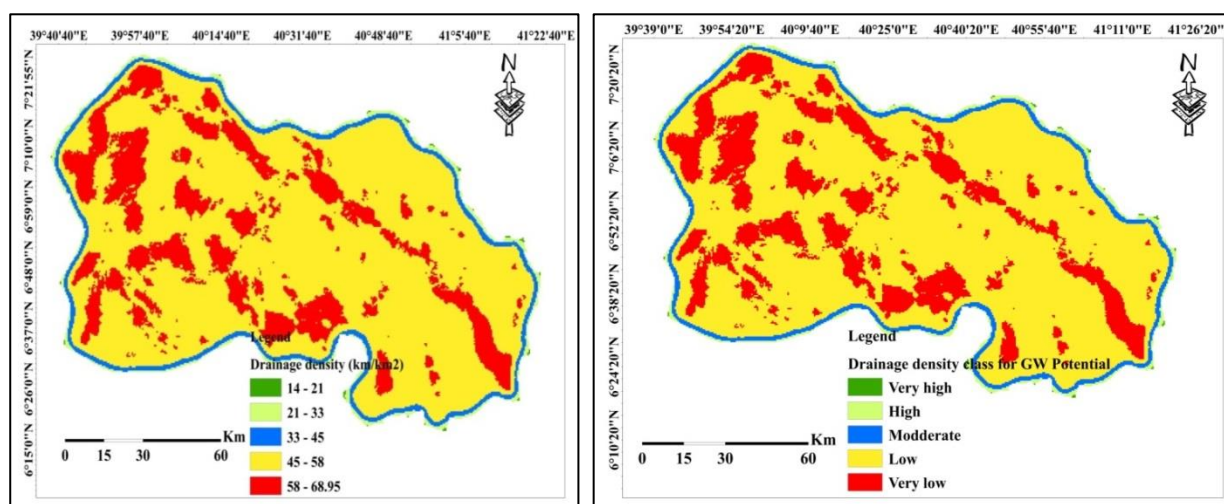 39°40'40"E 39°57'40"E 40°14'40"E 40°31'40"E 40°48'40"E 41°5'40"E 41°22'40"E
7°21'55"N
7°10'0"N
6°59'0"N
6°48'0"N
6°37'0"N
6°26'0"N
6°15'0"N
N
Legend
Drainage density (km/km2)
14 - 21
21 - 33
33 - 45
45 - 58
58 - 68.95
Km
0 15 30 60
39°39'0"E 39°54'20"E 40°9'40"E 40°25'0"E 40°40'20"E 40°55'40"E 41°11'0"E 41°26'20"E
7°20'20"N
7°6'20"N
6°52'20"N
6°38'20"N
6°24'20"N
6°10'20"N
N
Legend
Drainage density class for GW Potential
Very high
High
Modderate
Low
Very low
Km
0 15 30 60